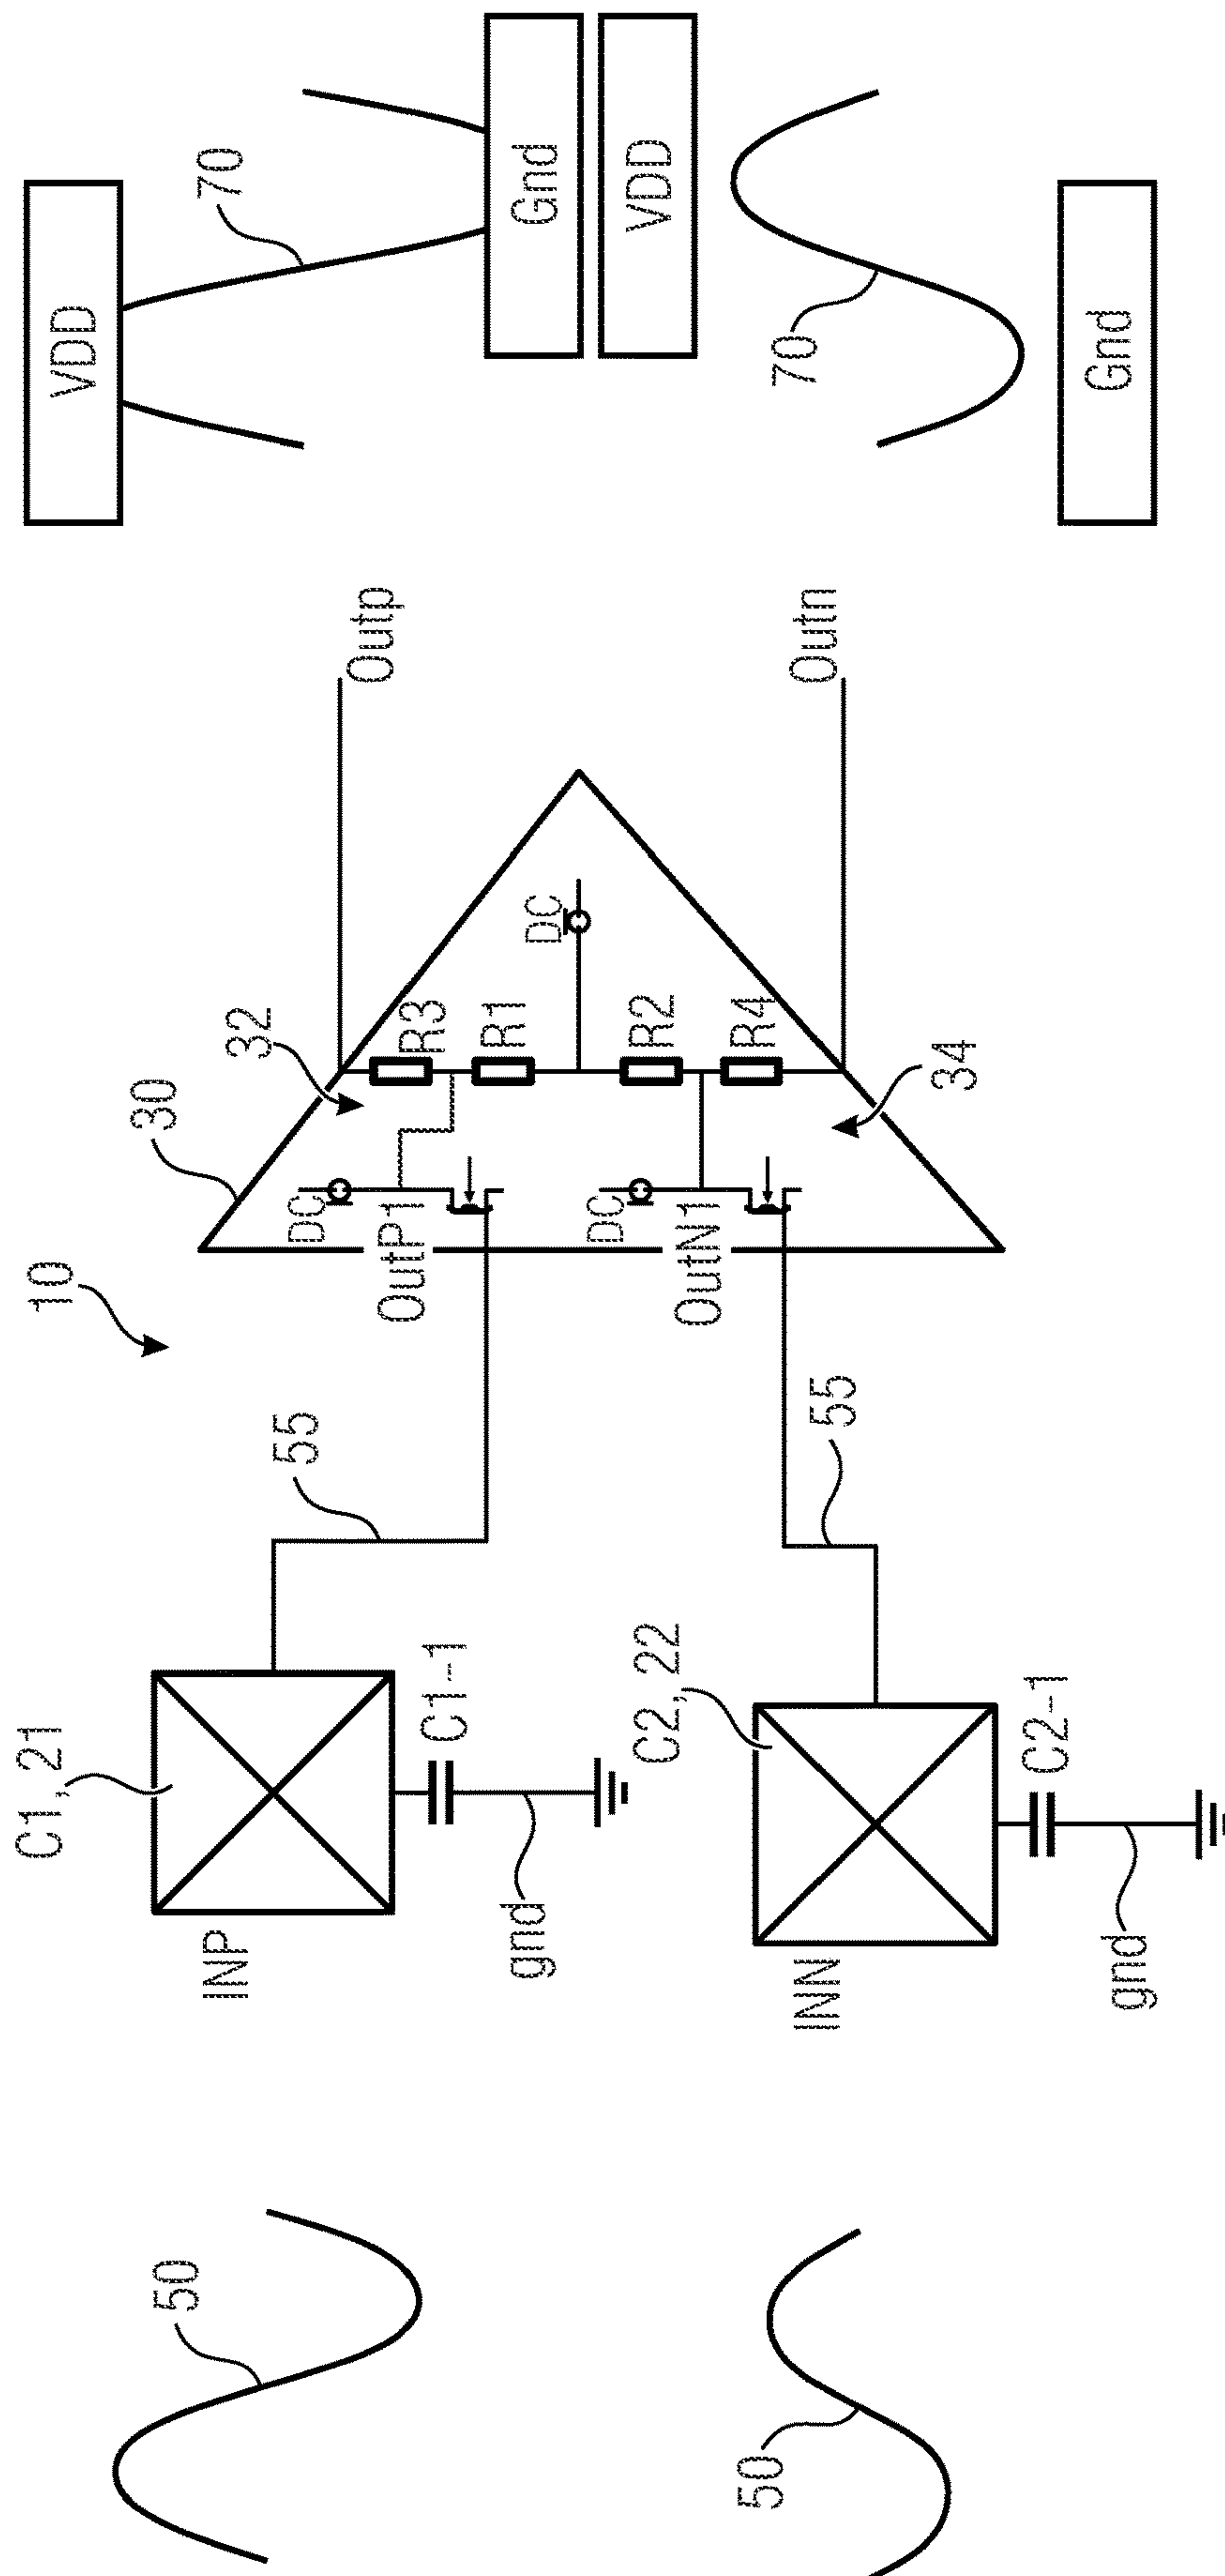 C1, 21
10
VDD
50
30
70
INP
55
32
DC
Outp
OutP1
C1-1
R3
R1
gnd
DC
Gnd
DC
R2
VDD
C2, 22
OutN1
R4
50
70
INN
55
Outn
34
C2-1
Gnd
gnd